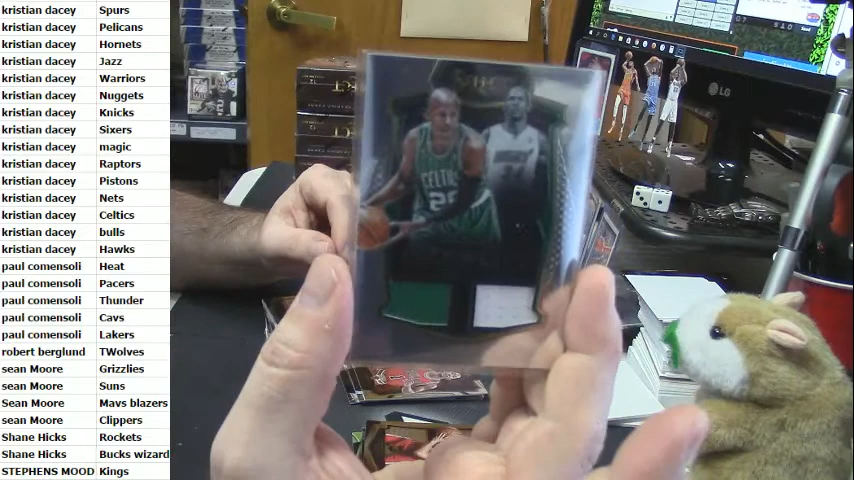 kristian dacey Spurs
kristian dacey Pelicans
kristian dacey Hornets
kristian dacey Jazz
kristian dacey Warriors
kristian dacey Nuggets
kristian dacey Knicks
kristian dacey Sixers
kristian dacey magic
kristian dacey Raptors
kristian dacey Pistons
kristian dacey Nets
kristian dacey Celtics
kristian dacey bulls
kristian dacey Hawks
paul comensoli Heat
paul comensoli Pacers
paul comensoli Thunder
paul comensoli Cavs
paul comensoli Lakers
robert berglund TWolves
sean Moore Grizzlies
sean Moore Suns
Sean Moore Mavs blazers
sean Moore Clippers
Shane Hicks Rockets
Shane Hicks Bucks wizard
STEPHENS MOOD Kings
CELTICS
LG